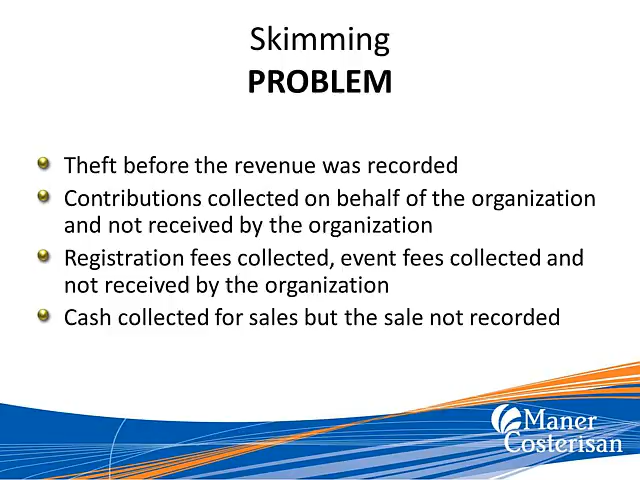 Skimming
PROBLEM
Theft before the revenue was recorded
Contributions collected on behalf of the organization
and not received by the organization
Registration fees collected, event fees collected and
not received by the organization
Cash collected for sales but the sale not recorded
Maner
Costerisan